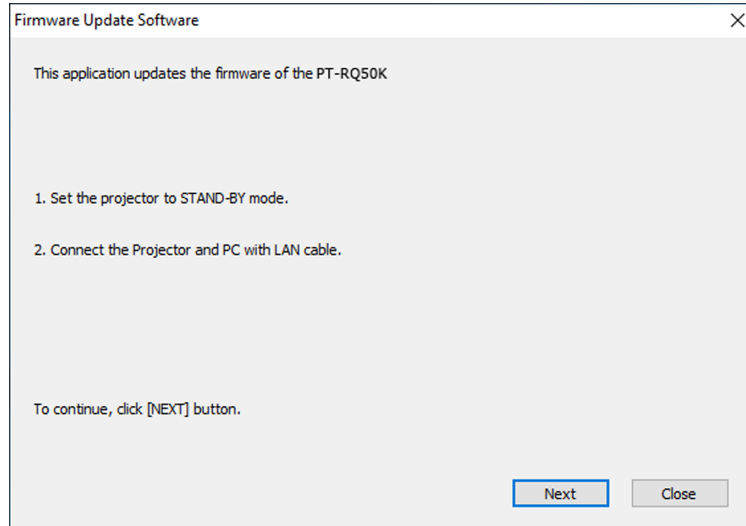 Firmware Update Software
This application updates the firmware of the PT-RQ50K
1. Set the projector to STAND-BY mode.
2. Connect the Projector and PC with LAN cable.
To continue, click [NEXT] button.
Next
Close